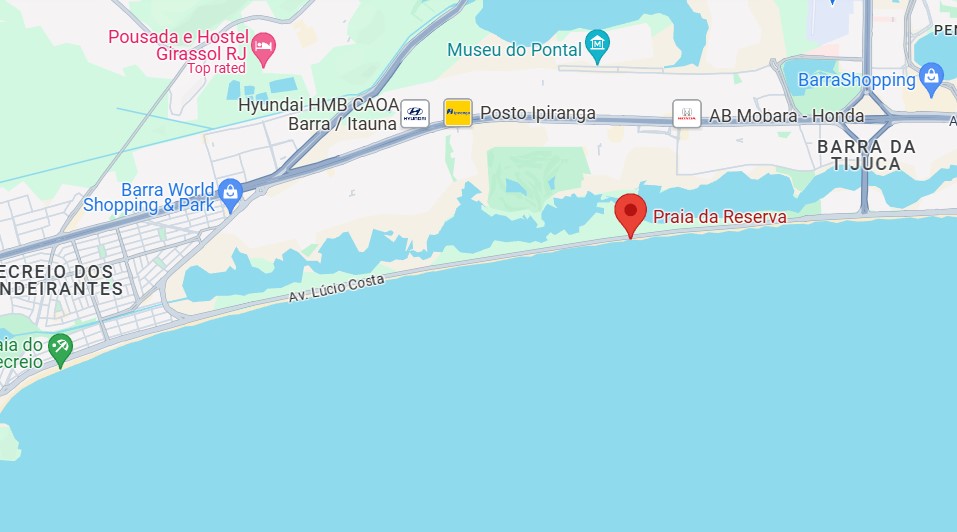 PE
Pousada e Hostel
Girassol RJ
Top rated
Museu do Pontal
BarraShopping
Hyundai HMB CAOA
Barra / Itauna
HYUNDAI
Posto Ipiranga
AB Mobara - Honda
A
BARRA DA
TIJUCA
Barra World
Shopping & Park
Praia da Reserva
ECREIO DOS
NDEIRANTES
Av. Lúcio Costa
aia do
ecreio